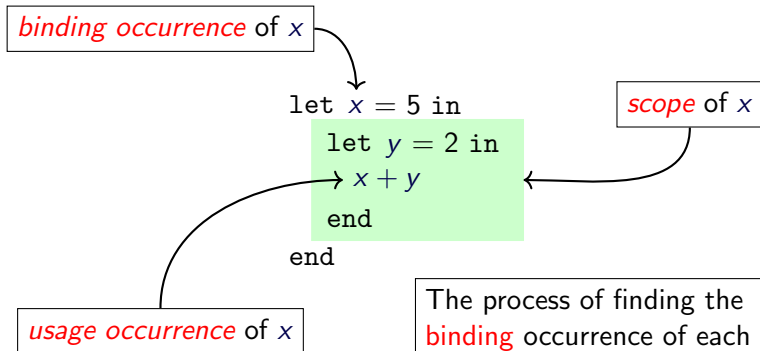 binding occurrence of x
let x = 5 in
scope of x
let y = 2 in
x + y
end
end
usage occurrence of x
The process of finding the
binding occurrence of each